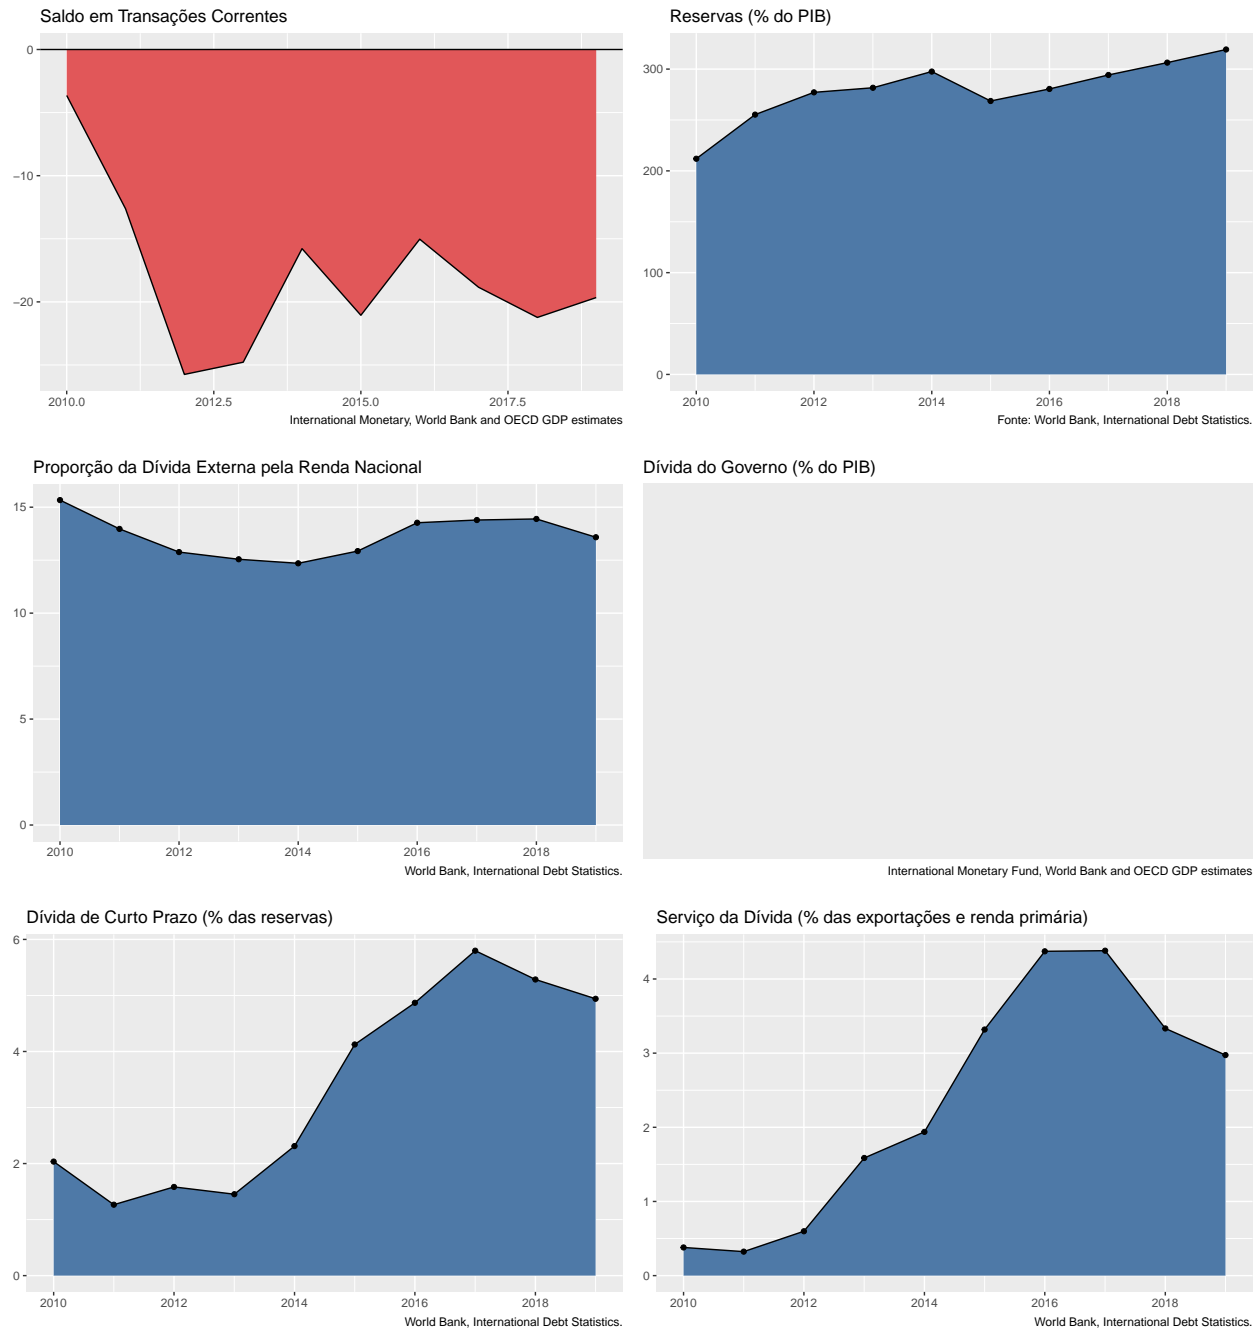 Saldo em Transações Correntes
0
−10
−20
2010.0 2012.5 2015.0 2017.5
International Monetary, World Bank and OECD GDP estimates
Reservas (% do PIB)
300
200
100
0
2010 2012 2014 2016 2018
Fonte: World Bank, International Debt Statistics.
Proporção da Dívida Externa pela Renda Nacional
15
10
5
0
2010 2012 2014 2016 2018
World Bank, International Debt Statistics.
Dívida do Governo (% do PIB)
International Monetary Fund, World Bank and OECD GDP estimates
Dívida de Curto Prazo (% das reservas)
6
4
2
0
2010 2012 2014 2016 2018
World Bank, International Debt Statistics.
Serviço da Dívida (% das exportações e renda primária)
4
3
2
1
0
2010 2012 2014 2016 2018
World Bank, International Debt Statistics.